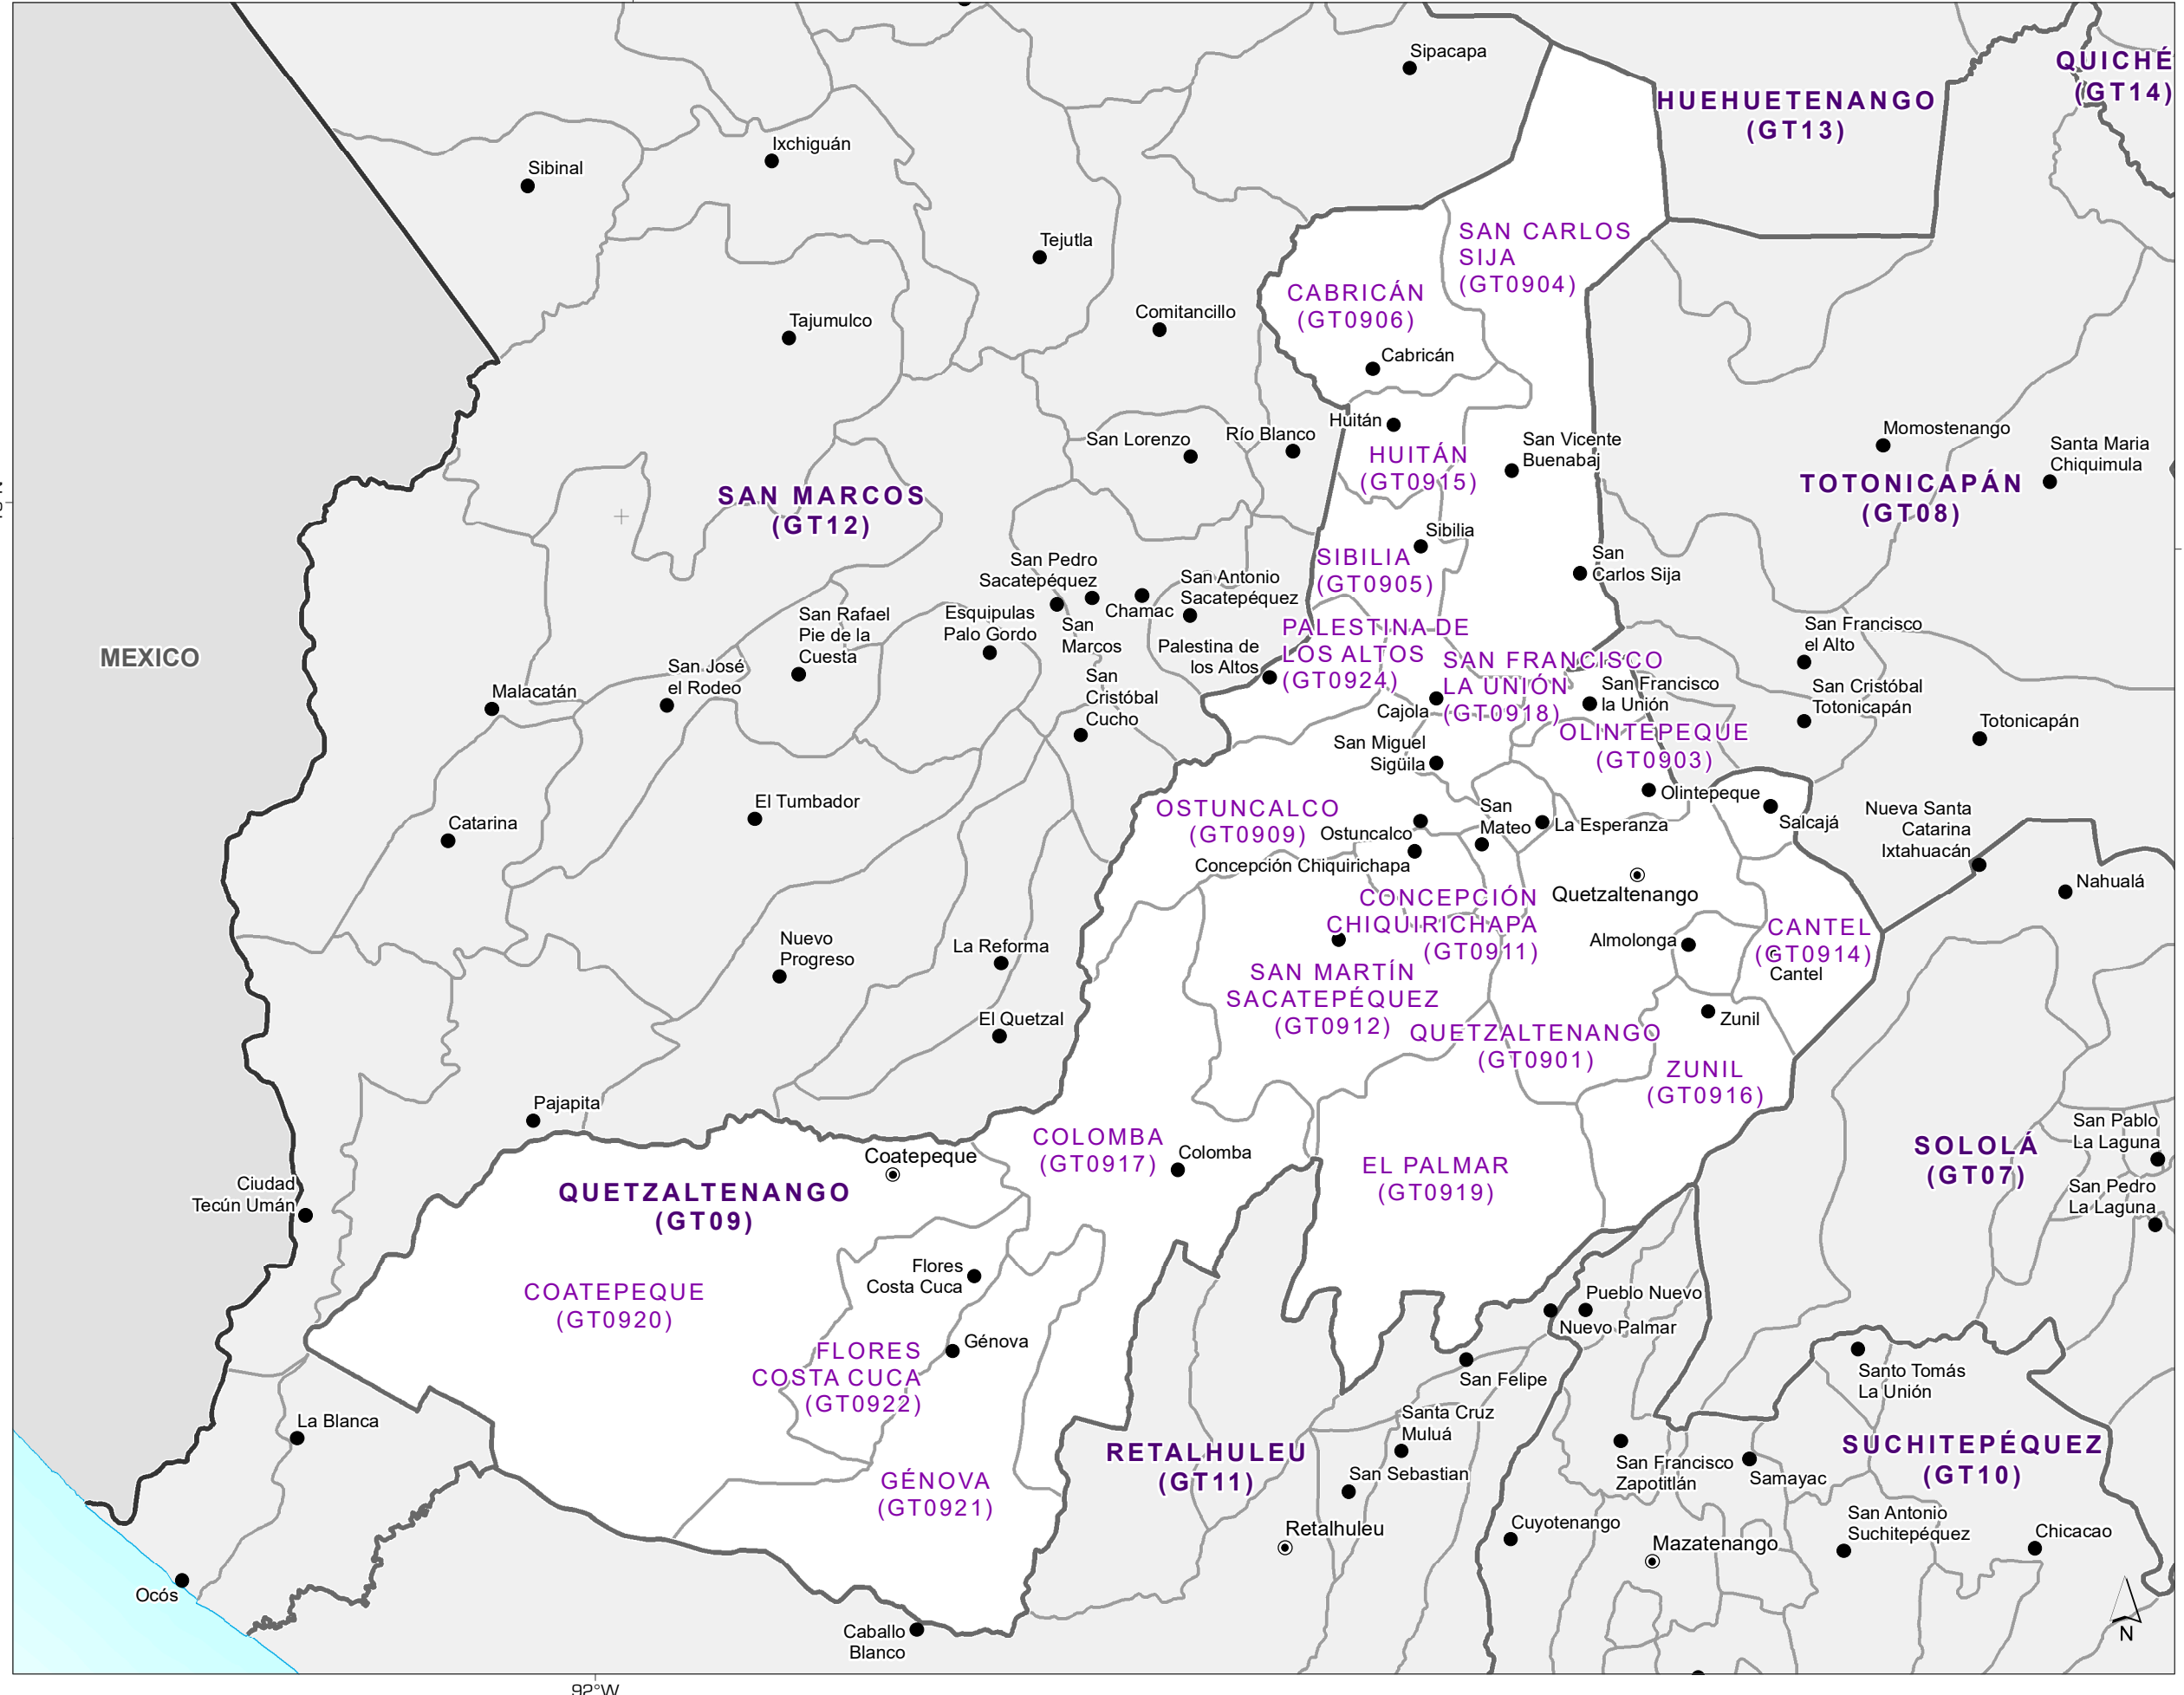 Sipacapa
QUICHÉ
(GT14)
HUEHUETENANGO
(GT13)
Ixchiguán
Sibinal
Tejutla
SAN CARLOS
SIJA
(GT0904)
CABRICÁN
(GT0906)
Comitancillo
Tajumulco
Cabricán
Huitán
San Lorenzo
Río Blanco
HUITÁN
(GT0915)
San Vicente
Buenabaj
Momostenango
Santa Maria
Chiquimula
TOTONICAPÁN
(GT08)
SAN MARCOS
(GT12)
Sibilia
SIBILIA
(GT0905)
San
Carlos Sija
San Pedro
Sacatepéquez
Chamac
San Antonio
Sacatepéquez
San
Marcos
Esquipulas
Palo Gordo
San Rafael
Pie de la
Cuesta
MEXICO
San José
el Rodeo
Malacatán
San
Cristóbal
Cucho
Palestina de
los Altos
PALESTINA DE
LOS ALTOS
(GT0924)
SAN FRANCISCO
LA UNIÓN
(GT0918)
San Francisco
la Unión
Cajola
San Francisco
el Alto
San Cristóbal
Totonicapán
Totonicapán
OLINTEPEQUE
(GT0903)
San Miguel
Sigüila
Olintepeque
Salcajá
El Tumbador
Catarina
OSTUNCALCO
(GT0909)
Ostuncalco
San
Mateo
La Esperanza
Concepción Chiquirichapa
Nueva Santa
Catarina
Ixtahuacán
Nahualá
Quetzaltenango
CONCEPCIÓN
CHIQUIRICHAPA
(GT0911)
Almolonga
CANTEL
(GT0914)
Cantel
Nuevo
Progreso
La Reforma
SAN MARTÍN
SACATEPÉQUEZ
(GT0912)
El Quetzal
Zunil
QUETZALTENANGO
(GT0901)
ZUNIL
(GT0916)
Pajapita
COLOMBA
(GT0917)
Colomba
Coatepeque
San Pablo
La Laguna
SOLOLÁ
(GT07)
San Pedro
La Laguna
Ciudad
Tecún Umán
QUETZALTENANGO
(GT09)
EL PALMAR
(GT0919)
Flores
Costa Cuca
COATEPEQUE
(GT0920)
Pueblo Nuevo
Nuevo Palmar
Génova
FLORES
COSTA CUCA
(GT0922)
San Felipe
Santo Tomás
La Unión
La Blanca
Santa Cruz
Muluá
RETALHULEU
(GT11)
San Sebastian
San Francisco
Zapotitlán
Samayac
SUCHITEPÉQUEZ
(GT10)
GÉNOVA
(GT0921)
Retalhuleu
Cuyotenango
Mazatenango
San Antonio
Suchitepéquez
Chicacao
Ocós
Caballo
Blanco
N
92°W